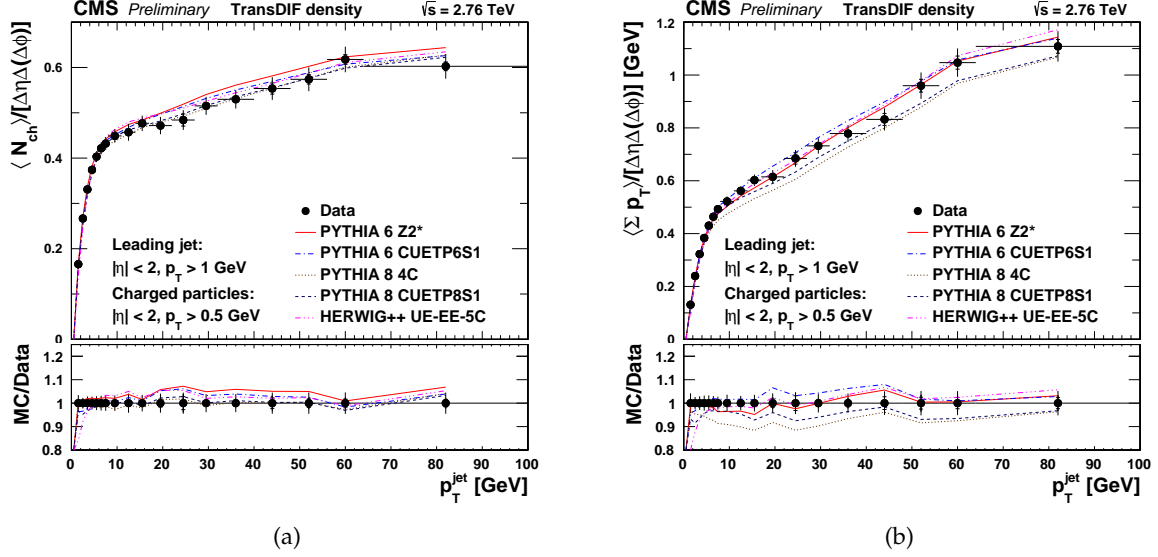 CMS Preliminary TransDIF density √s = 2.76 TeV
⟨ N_ch ⟩/[ΔηΔ(Δφ)]
0.6
0.4
0.2
0
Data
PYTHIA 6 Z2*
PYTHIA 6 CUETP6S1
PYTHIA 8 4C
PYTHIA 8 CUETP8S1
HERWIG++ UE-EE-5C
Leading jet:
|η| < 2, p_T > 1 GeV
Charged particles:
|η| < 2, p_T > 0.5 GeV
MC/Data
1.2
1.1
1
0.9
0.8
0 10 20 30 40 50 60 70 80 90 100
p_T^jet [GeV]
(a)
CMS Preliminary TransDIF density √s = 2.76 TeV
⟨Σ p_T⟩/[ΔηΔ(Δφ)] [GeV]
1.2
1
0.8
0.6
0.4
0.2
0
Data
PYTHIA 6 Z2*
PYTHIA 6 CUETP6S1
PYTHIA 8 4C
PYTHIA 8 CUETP8S1
HERWIG++ UE-EE-5C
Leading jet:
|η| < 2, p_T > 1 GeV
Charged particles:
|η| < 2, p_T > 0.5 GeV
MC/Data
1.2
1.1
1
0.9
0.8
0 10 20 30 40 50 60 70 80 90 100
p_T^jet [GeV]
(b)